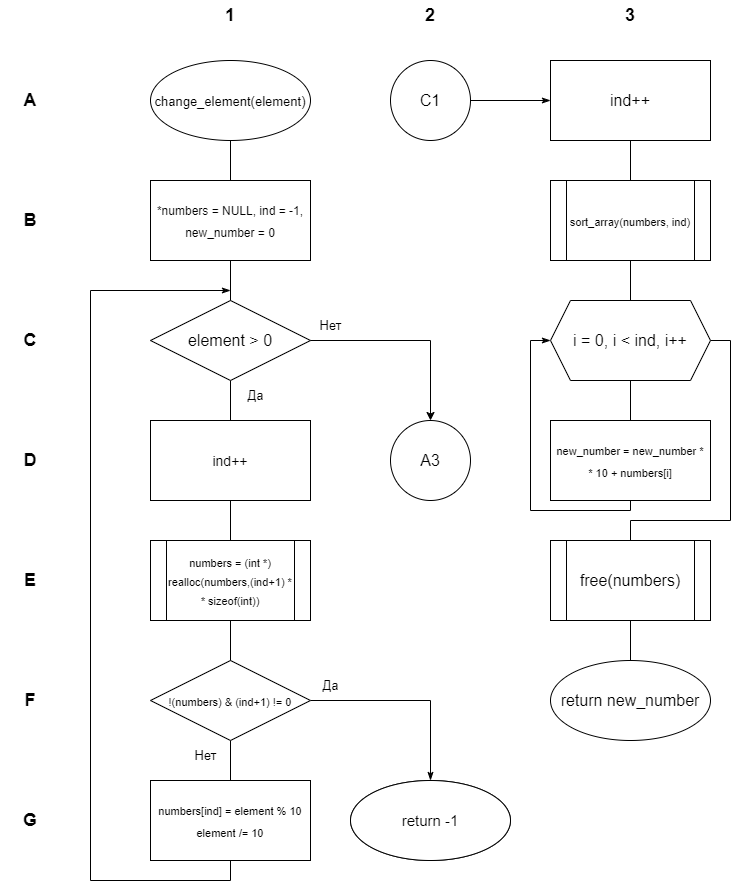 1
2
3
A
change_element(element)
C1
ind++
B
*numbers = NULL, ind = -1,
new_number = 0
sort_array(numbers, ind)
C
element > 0
Нет
i = 0, i < ind, i++
Да
D
ind++
A3
new_number = new_number *
* 10 + numbers[i]
E
numbers = (int *)
realloc(numbers,(ind+1) *
* sizeof(int))
free(numbers)
F
!(numbers) & (ind+1) != 0
Да
return new_number
Нет
G
numbers[ind] = element % 10
element /= 10
return -1